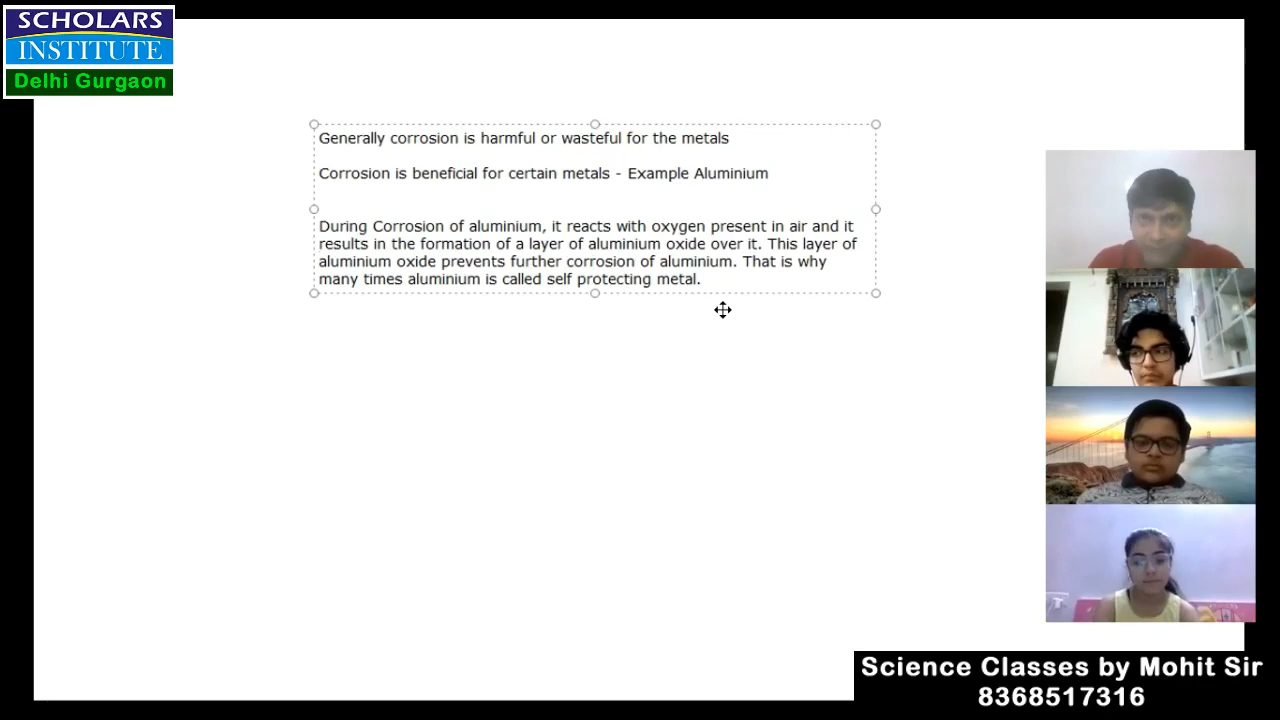 SCHOLARS
INSTITUTE
Delhi Gurgaon
Generally corrosion is harmful or wasteful for the metals
Corrosion is beneficial for certain metals - Example Aluminium
During Corrosion of aluminium, it reacts with oxygen present in air and it
results in the formation of a layer of aluminium oxide over it. This layer of
aluminium oxide prevents further corrosion of aluminium. That is why
many times aluminium is called self protecting metal.
Science Classes by Mohit Sir
8368517316